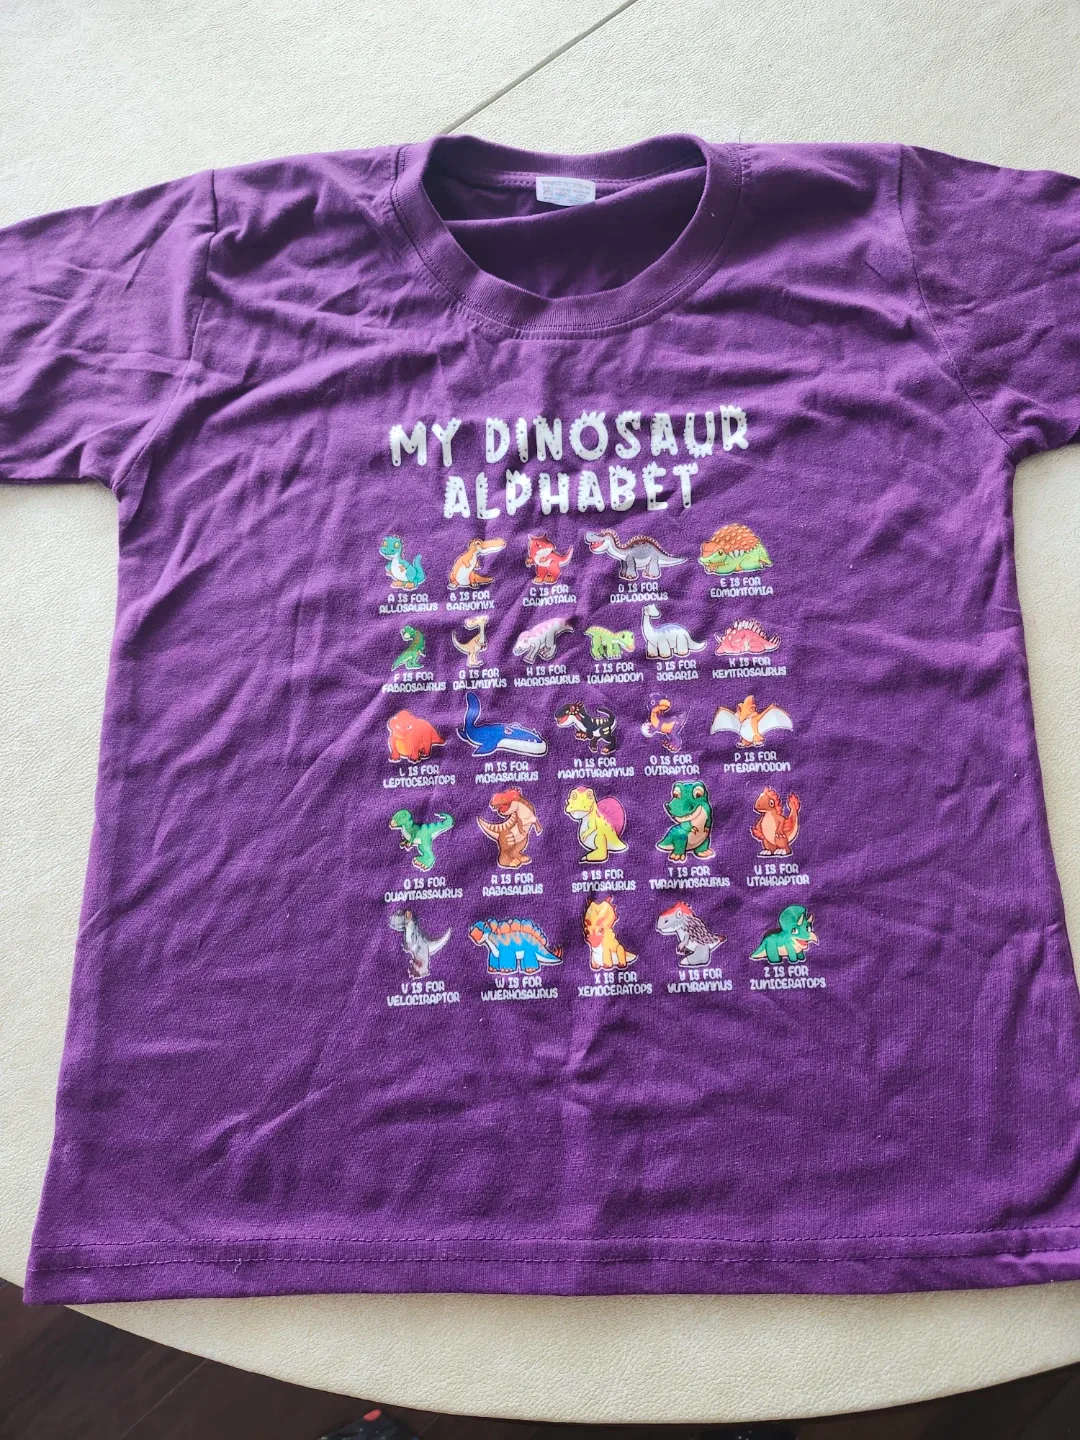 MY DINOSAUR
ALPHABET
A IS FOR
ALLOSAURUS
B IS FOR
BARYONYX
C IS FOR
CARNOTAUR
D IS FOR
DIPLODOCUS
E IS FOR
EDMONTONIA
F IS FOR
FABROSAURUS
G IS FOR
GALIMINUS
H IS FOR
HADROSAURUS
I IS FOR
IGUANODON
J IS FOR
JOBARIA
K IS FOR
KENTROSAURUS
L IS FOR
LEPTOCERATOPS
M IS FOR
MOSASAURUS
N IS FOR
NANOTYRANNUS
O IS FOR
OVIRAPTOR
P IS FOR
PTERANODON
Q IS FOR
QUANTASSAURUS
R IS FOR
RAJASAURUS
S IS FOR
SPINOSAURUS
T IS FOR
TYRANNOSAURUS
U IS FOR
UTAHRAPTOR
V IS FOR
VELOCIRAPTOR
W IS FOR
WUERHOSAURUS
X IS FOR
XENOCERATOPS
Y IS FOR
YUTYRANNUS
Z IS FOR
ZUNICERATOPS